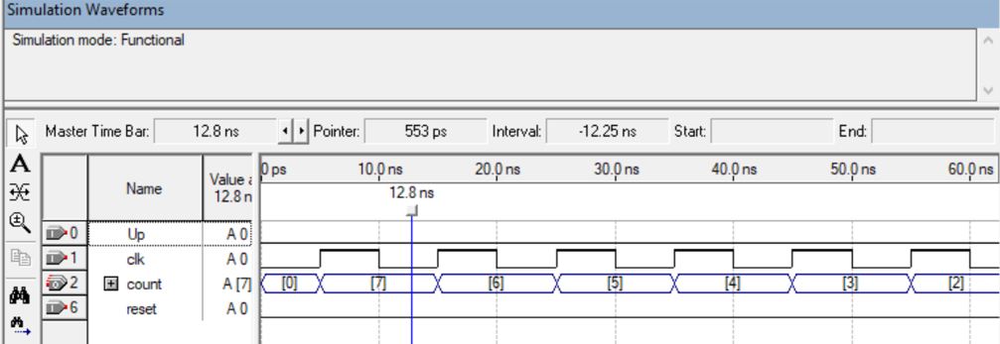 Simulation Waveforms
Simulation mode: Functional
Master Time Bar: 12.8 ns Pointer: 553 ps Interval: -12.25 ns Start: End:
A
Name
Value a
12.8 n
0 ps 10.0 ns 20.0 ns 30.0 ns 40.0 ns 50.0 ns 60.0 ns
12.8 ns
0 Up A 0
1 clk A 0
2 count A [7] [0] [7] [6] [5] [4] [3] [2]
6 reset A 0